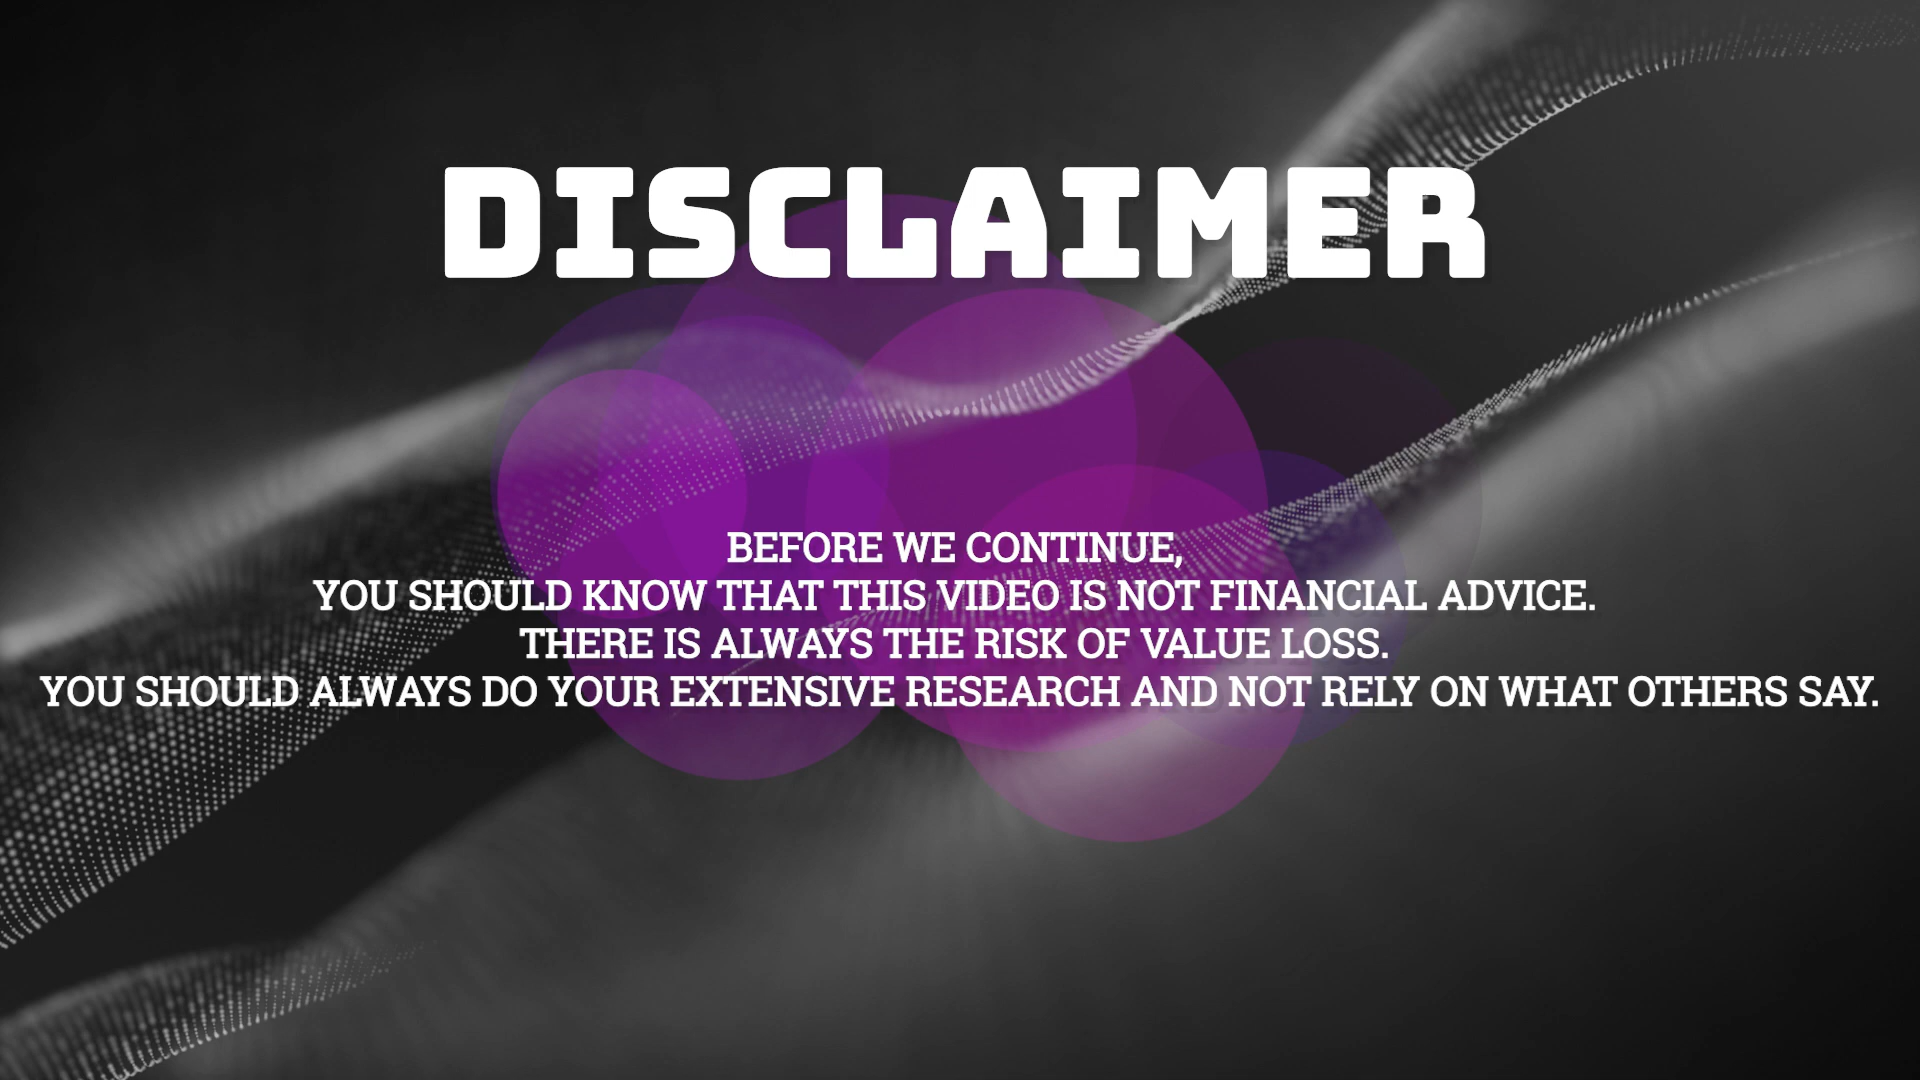 DISCLAIMER
BEFORE WE CONTINUE,
YOU SHOULD KNOW THAT THIS VIDEO IS NOT FINANCIAL ADVICE.
THERE IS ALWAYS THE RISK OF VALUE LOSS.
YOU SHOULD ALWAYS DO YOUR EXTENSIVE RESEARCH AND NOT RELY ON WHAT OTHERS SAY.